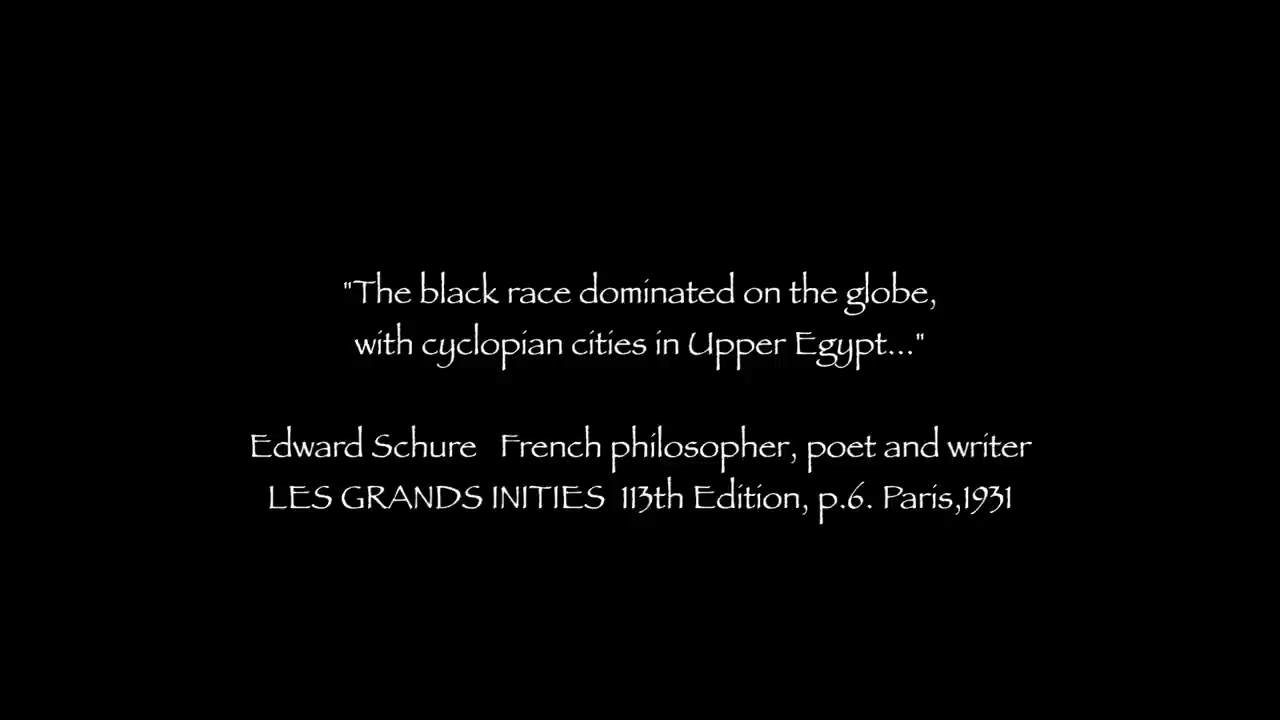 "The black race dominated on the globe,
with cyclopian cities in Upper Egypt..."
Edward Schure French philosopher, poet and writer
LES GRANDS INITIES 113th Edition, p.6. Paris,1931